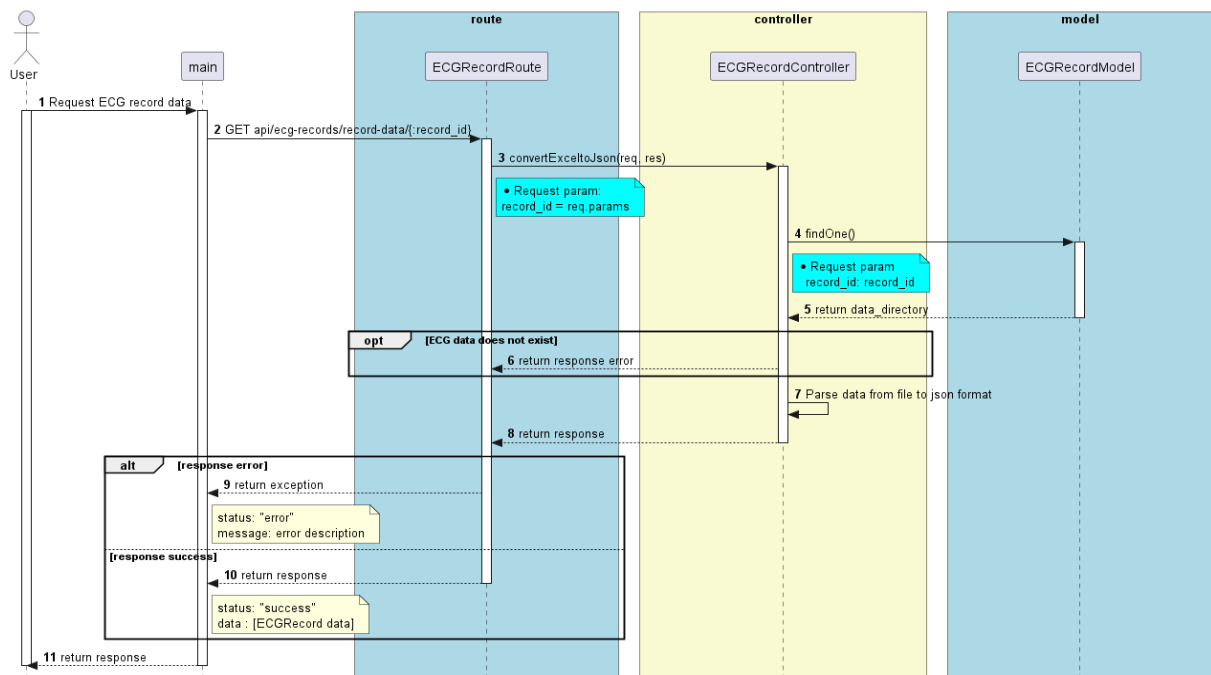 route
controller
model
User
main
ECGRecordRoute
ECGRecordController
ECGRecordModel
1 Request ECG record data
2 GET api/ecg-records/record-data/{:record_id}
3 convertExceltoJson(req, res)
• Request param:
record_id = req.params
4 findOne()
• Request param
record_id: record_id
5 return data_directory
opt [ECG data does not exist]
6 return response error
7 Parse data from file to json format
8 return response
alt [response error]
9 return exception
status: "error"
message: error description
[response success]
10 return response
status: "success"
data : [ECGRecord data]
11 return response